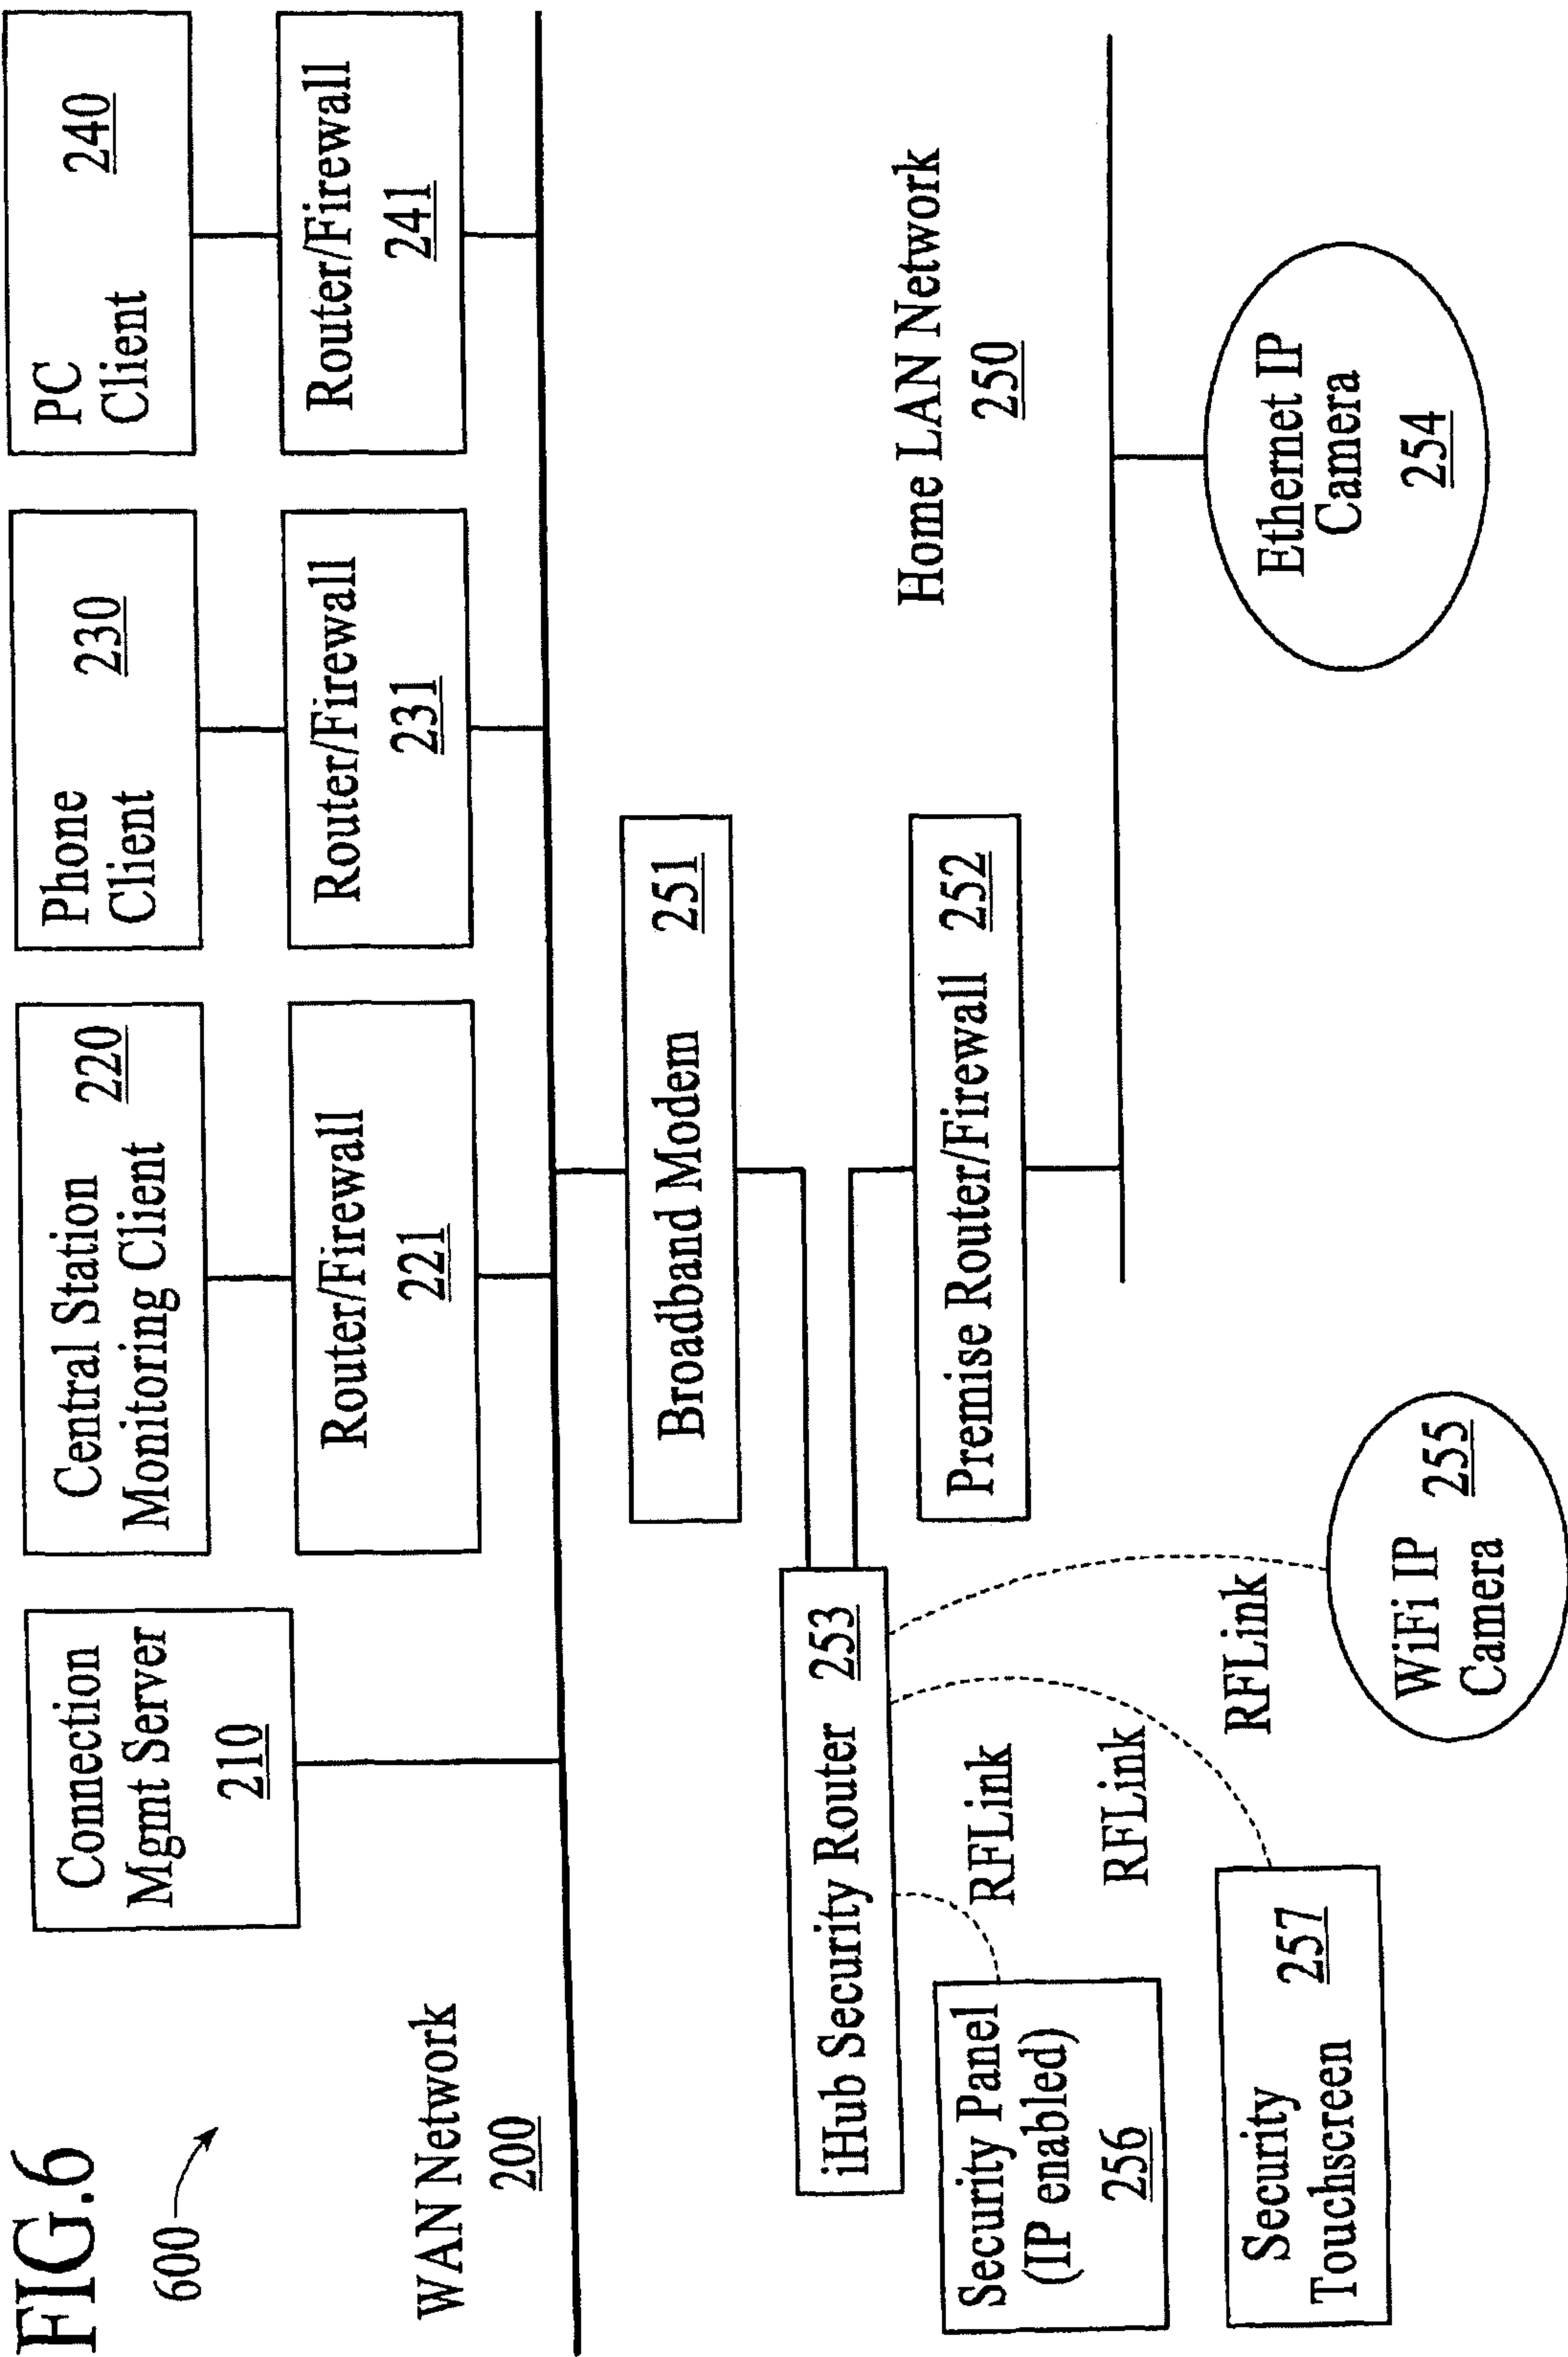 FIG.6
600
WAN Network
200
Connection
Mgmt Server
210
Central Station
Monitoring Client
220
Router/Firewall
221
Phone
Client
230
Router/Firewall
231
PC
Client
240
Router/Firewall
241
Broadband Modem 251
iHub Security Router 253
Premise Router/Firewall 252
Home LAN Network
250
Security Panel
(IP enabled)
256
RFLink
RFLink
RFLink
Security
Touchscreen
257
WiFi IP
Camera
255
Ethernet IP
Camera
254